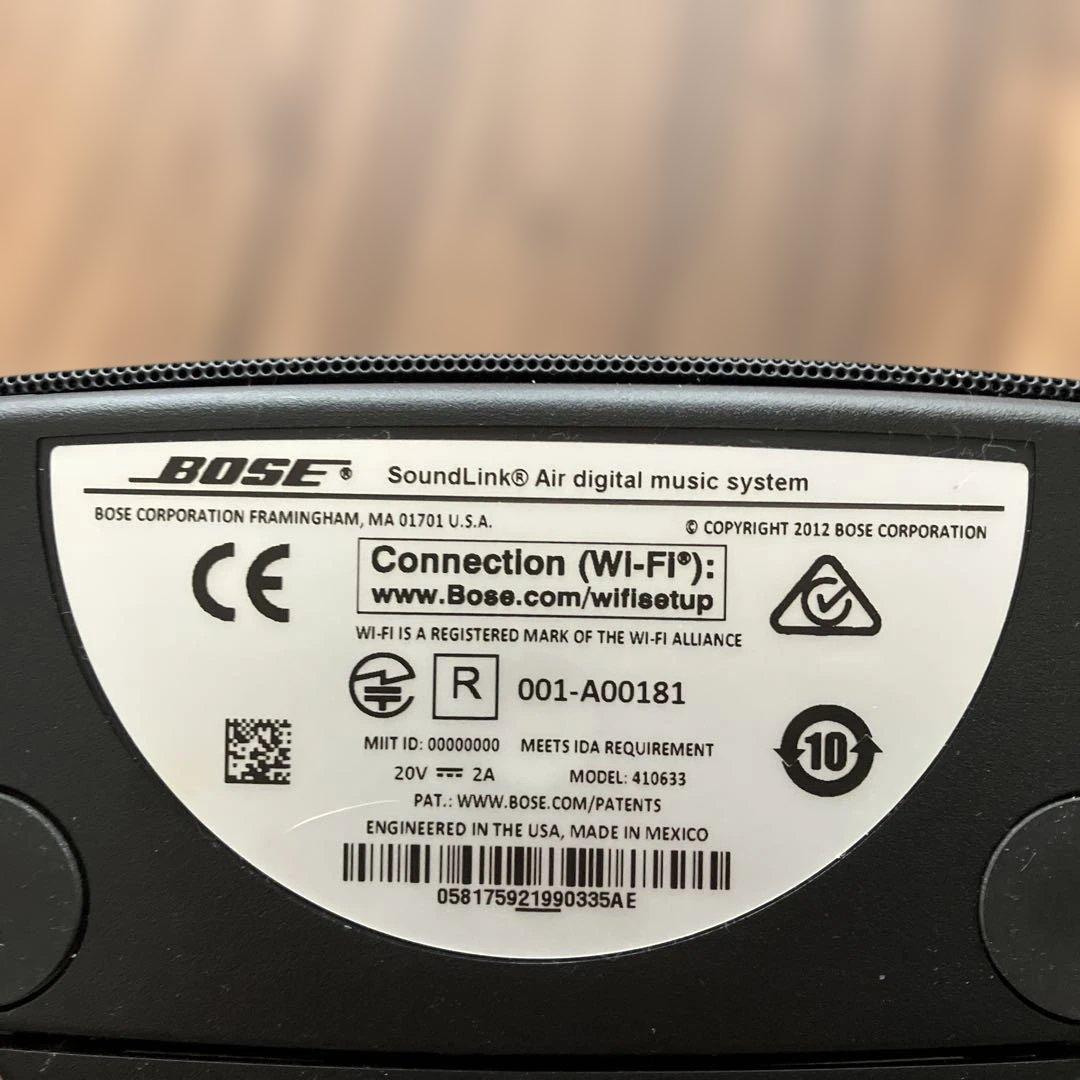 BOSE® SoundLink® Air digital music system
BOSE CORPORATION FRAMINGHAM, MA 01701 U.S.A.
© COPYRIGHT 2012 BOSE CORPORATION
CE
Connection (Wi-Fi®):
www.Bose.com/wifisetup
WI-FI IS A REGISTERED MARK OF THE WI-FI ALLIANCE
R 001-A00181
MIIT ID: 00000000 MEETS IDA REQUIREMENT
10
20V ⎓ 2A MODEL: 410633
PAT.: WWW.BOSE.COM/PATENTS
ENGINEERED IN THE USA, MADE IN MEXICO
058175921990335AE